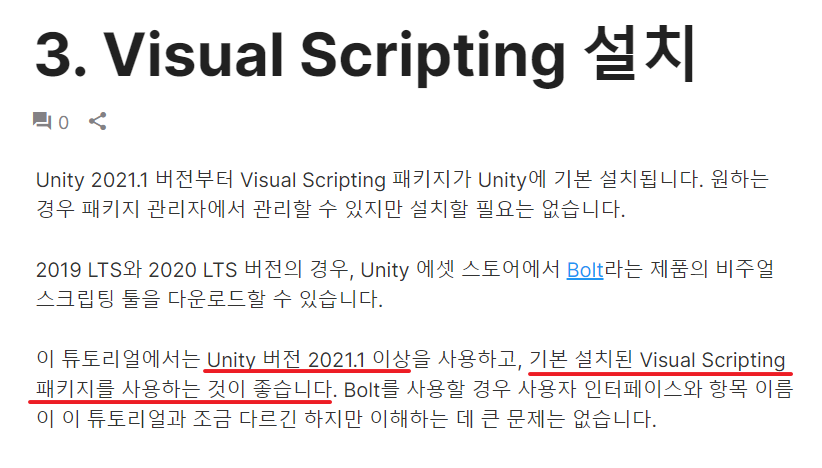 3. Visual Scripting 설치
0
Unity 2021.1 버전부터 Visual Scripting 패키지가 Unity에 기본 설치됩니다. 원하는
경우 패키지 관리자에서 관리할 수 있지만 설치할 필요는 없습니다.
2019 LTS와 2020 LTS 버전의 경우, Unity 에셋 스토어에서 Bolt라는 제품의 비주얼
스크립팅 툴을 다운로드할 수 있습니다.
이 튜토리얼에서는 Unity 버전 2021.1 이상을 사용하고, 기본 설치된 Visual Scripting
패키지를 사용하는 것이 좋습니다. Bolt를 사용할 경우 사용자 인터페이스와 항목 이름
이 이 튜토리얼과 조금 다르긴 하지만 이해하는 데 큰 문제는 없습니다.